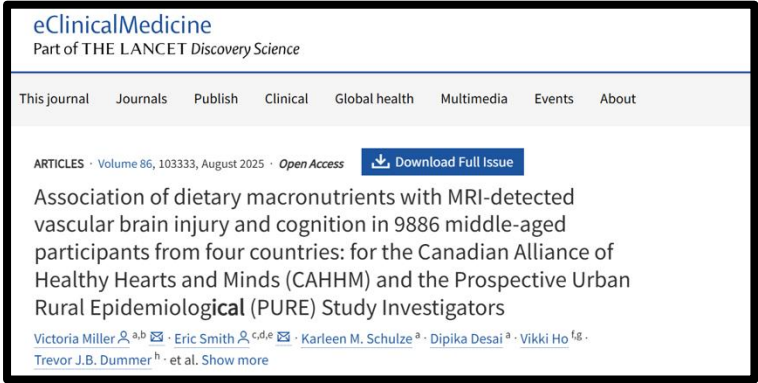 eClinicalMedicine
Part of THE LANCET Discovery Science
This journal Journals Publish Clinical Global health Multimedia Events About
ARTICLES · Volume 86, 103333, August 2025 · Open Access Download Full Issue
Association of dietary macronutrients with MRI-detected
vascular brain injury and cognition in 9886 middle-aged
participants from four countries: for the Canadian Alliance of
Healthy Hearts and Minds (CAHHM) and the Prospective Urban
Rural Epidemiological (PURE) Study Investigators
Victoria Miller a,b · Eric Smith c,d,e · Karleen M. Schulze a · Dipika Desai a · Vikki Ho f,g ·
Trevor J.B. Dummer h · et al. Show more